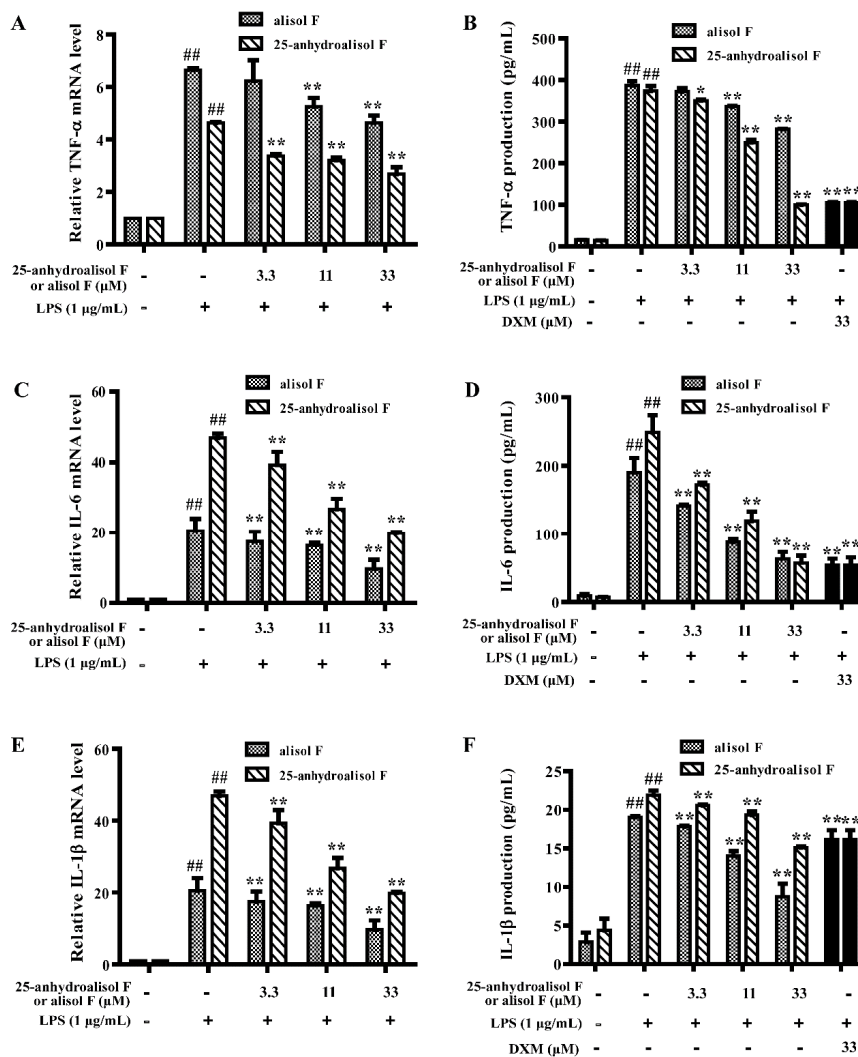 A
alisol F
25-anhydroalisol F
Relative TNF-α mRNA level
8
6
4
2
0
##
##
**
**
**
**
**
25-anhydroalisol F
or alisol F (μM)
- - 3.3 11 33
LPS (1 μg/mL) - + + + +
B
alisol F
25-anhydroalisol F
TNF-α production (pg/mL)
500
400
300
200
100
0
## ##
*
**
**
**
**
****
25-anhydroalisol F
or alisol F (μM)
- - 3.3 11 33 -
LPS (1 μg/mL) - + + + + +
DXM (μM) - - - - - 33
C
alisol F
25-anhydroalisol F
Relative IL-6 mRNA level
60
40
20
0
##
##
**
**
**
**
**
**
25-anhydroalisol F
or alisol F (μM)
- - 3.3 11 33
LPS (1 μg/mL) - + + + +
D
alisol F
25-anhydroalisol F
IL-6 production (pg/mL)
300
200
100
0
##
##
**
**
**
**
** **
** **
25-anhydroalisol F
or alisol F (μM)
- - 3.3 11 33 -
LPS (1 μg/mL) - + + + + +
DXM (μM) - - - - - 33
E
alisol F
25-anhydroalisol F
Relative IL-1β mRNA level
60
40
20
0
##
##
**
**
**
**
**
**
25-anhydroalisol F
or alisol F (μM)
- - 3.3 11 33
LPS (1 μg/mL) - + + + +
F
alisol F
25-anhydroalisol F
IL-1β production (pg/mL)
25
20
15
10
5
0
##
##
**
**
**
**
**
**
****
25-anhydroalisol F
or alisol F (μM)
- - 3.3 11 33 -
LPS (1 μg/mL) - + + + + +
DXM (μM) - - - - - 33